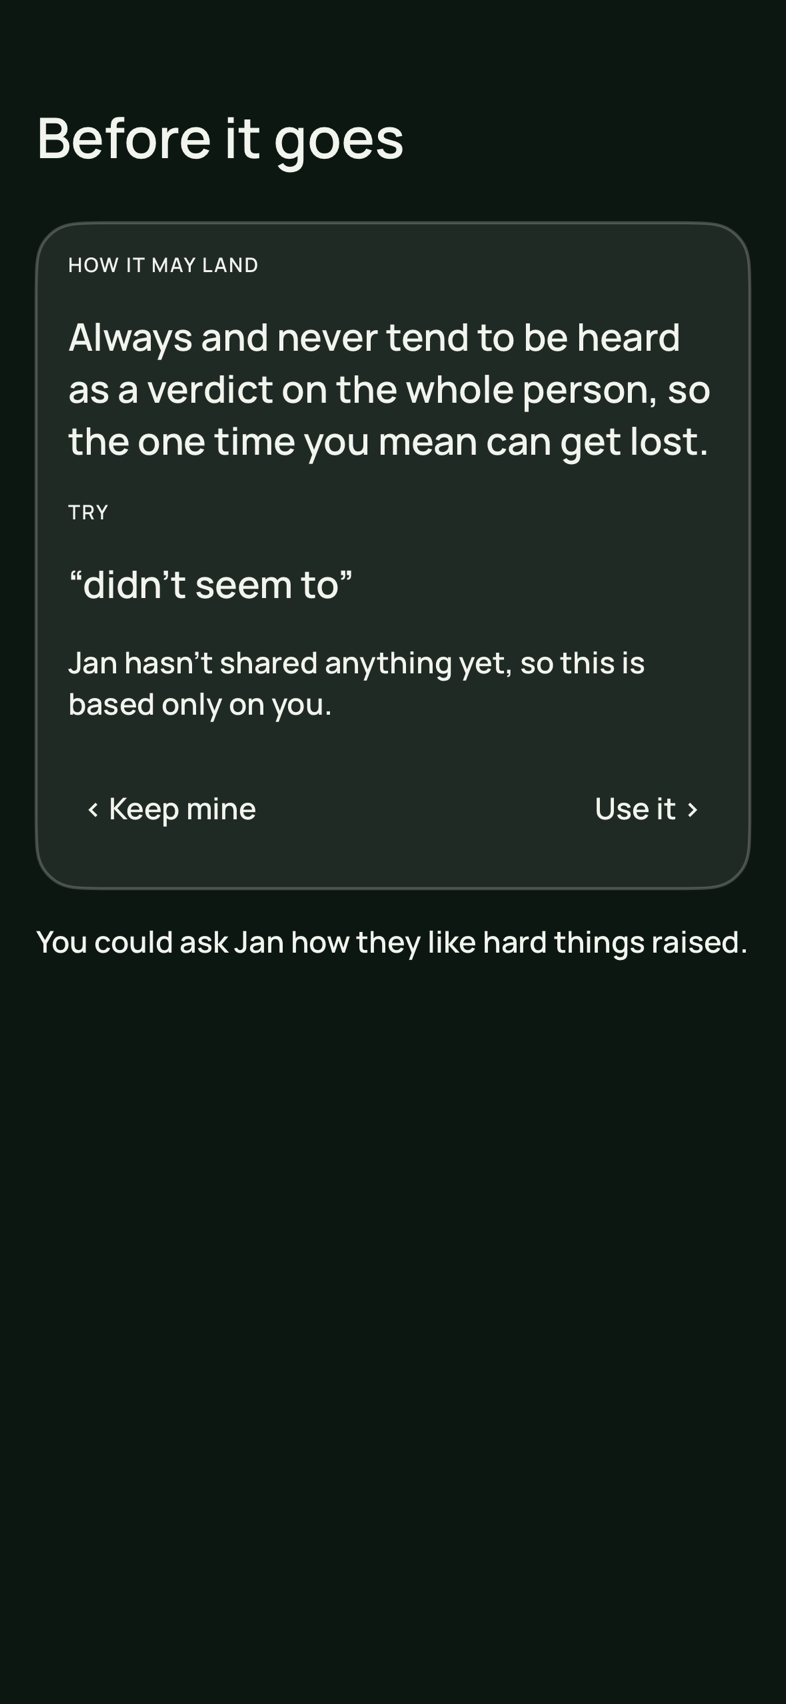 Before it goes
HOW IT MAY LAND
Always and never tend to be heard
as a verdict on the whole person, so
the one time you mean can get lost.
TRY
“didn’t seem to”
Jan hasn’t shared anything yet, so this is
based only on you.
‹ Keep mine
Use it ›
You could ask Jan how they like hard things raised.